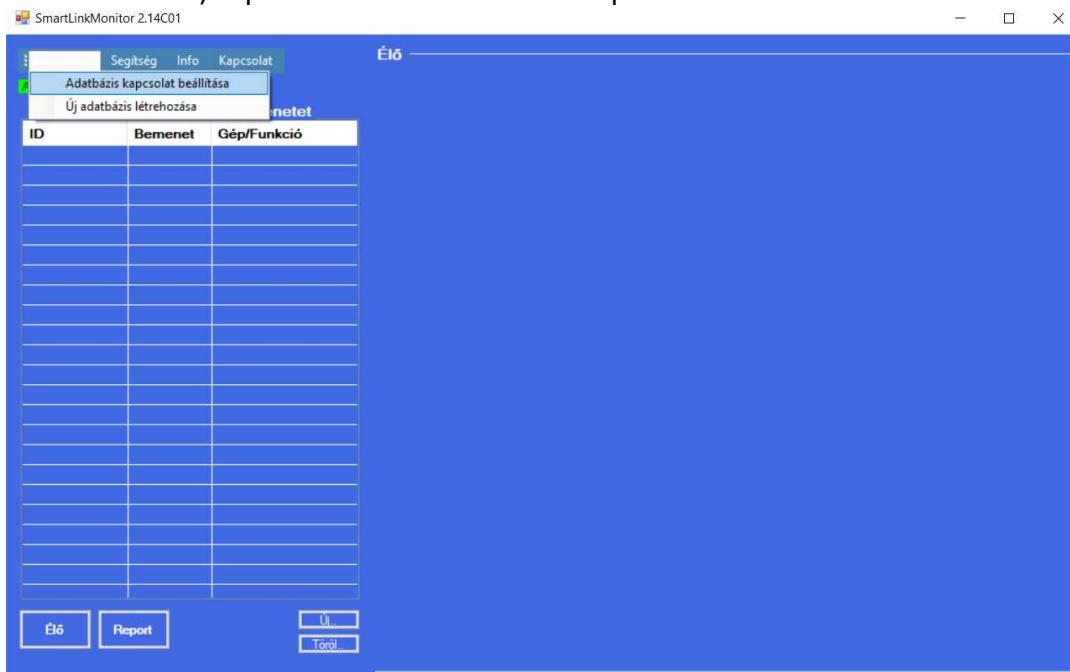 SmartLinkMonitor 2.14C01
Élő
Segítség Info Kapcsolat
Adatbázis kapcsolat beállítása
Új adatbázis létrehozása
enetet
ID Bemenet Gép/Funkció
Élő Report Új..
Töröl..